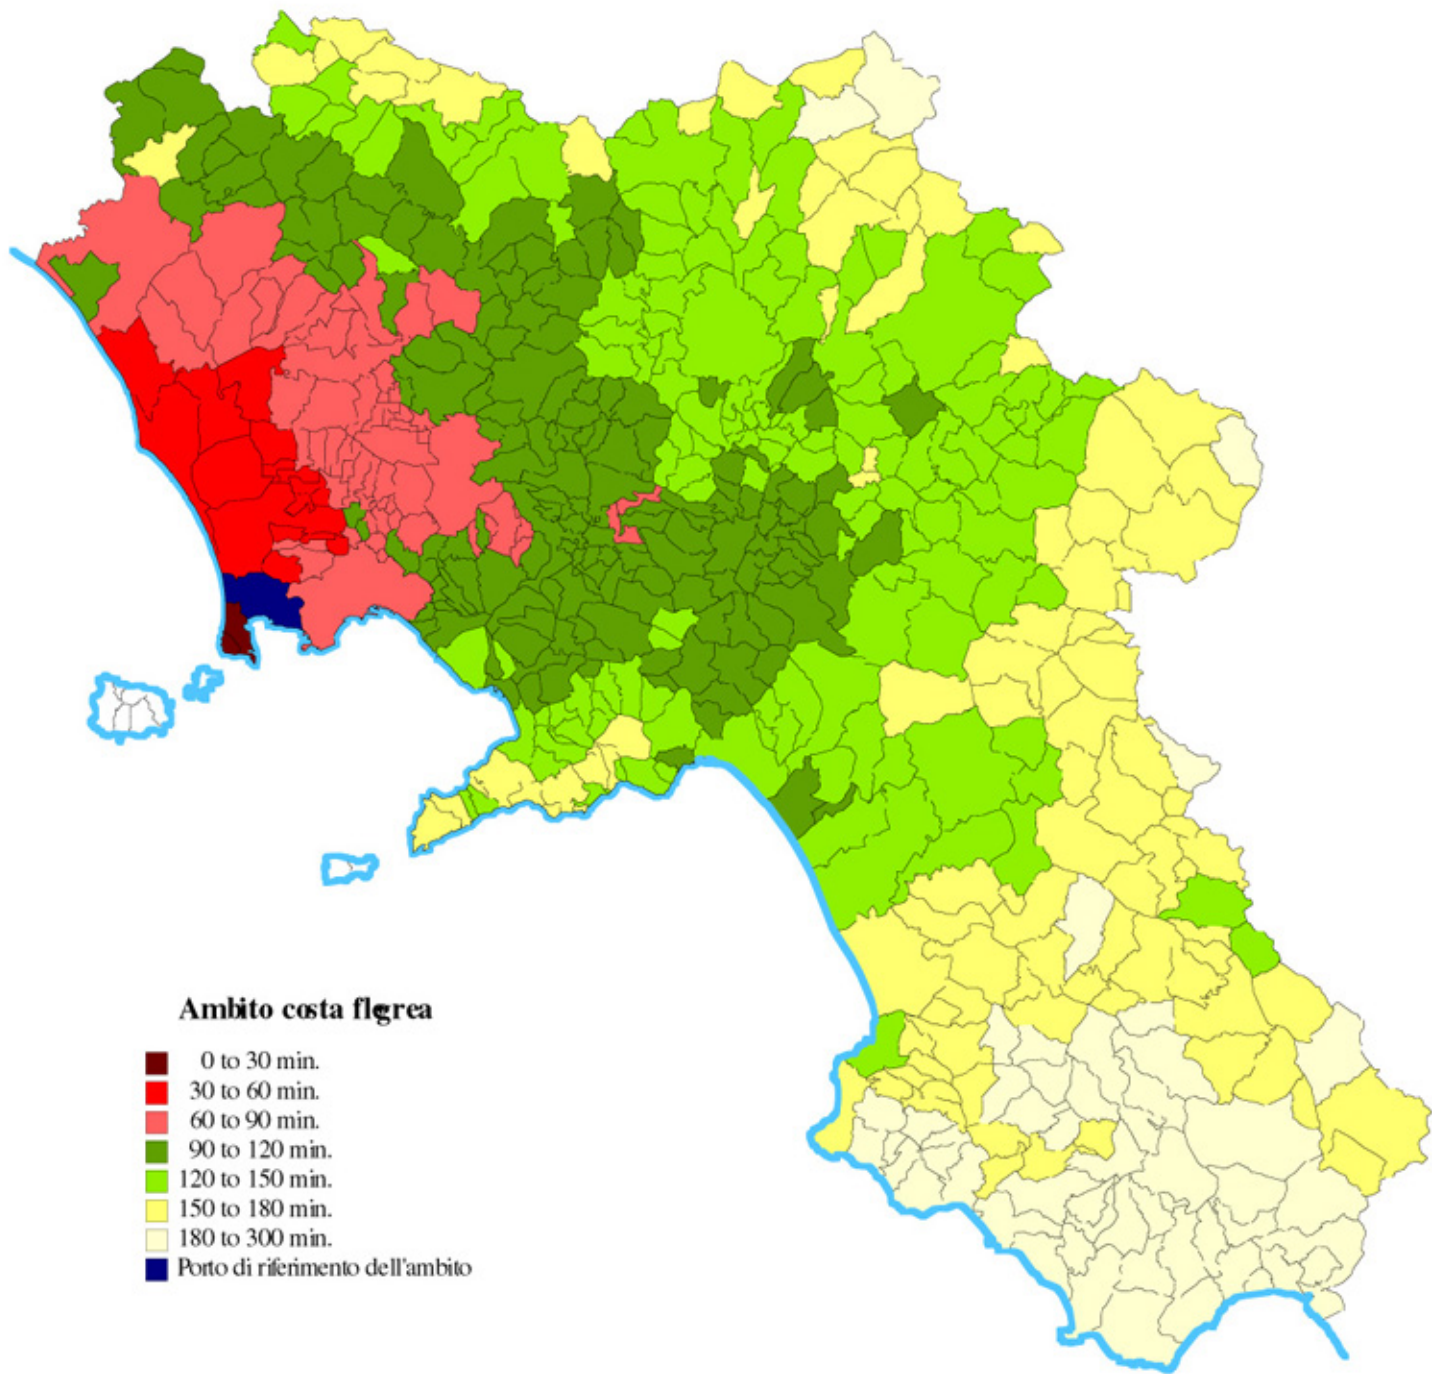 Ambito costa flegrea
0 to 30 min.
30 to 60 min.
60 to 90 min.
90 to 120 min.
120 to 150 min.
150 to 180 min.
180 to 300 min.
Porto di riferimento dell'ambito